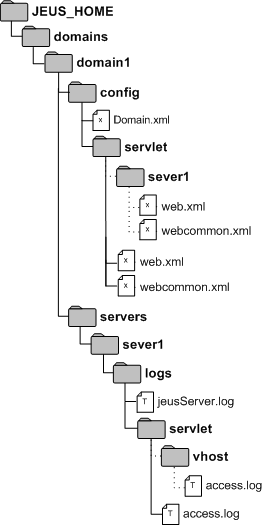 JEUS_HOME
domains
domain1
config
X Domain.xml
servlet
sever1
X web.xml
X webcommon.xml
X web.xml
X webcommon.xml
servers
sever1
logs
T jeusServer.log
servlet
vhost
T access.log
T access.log